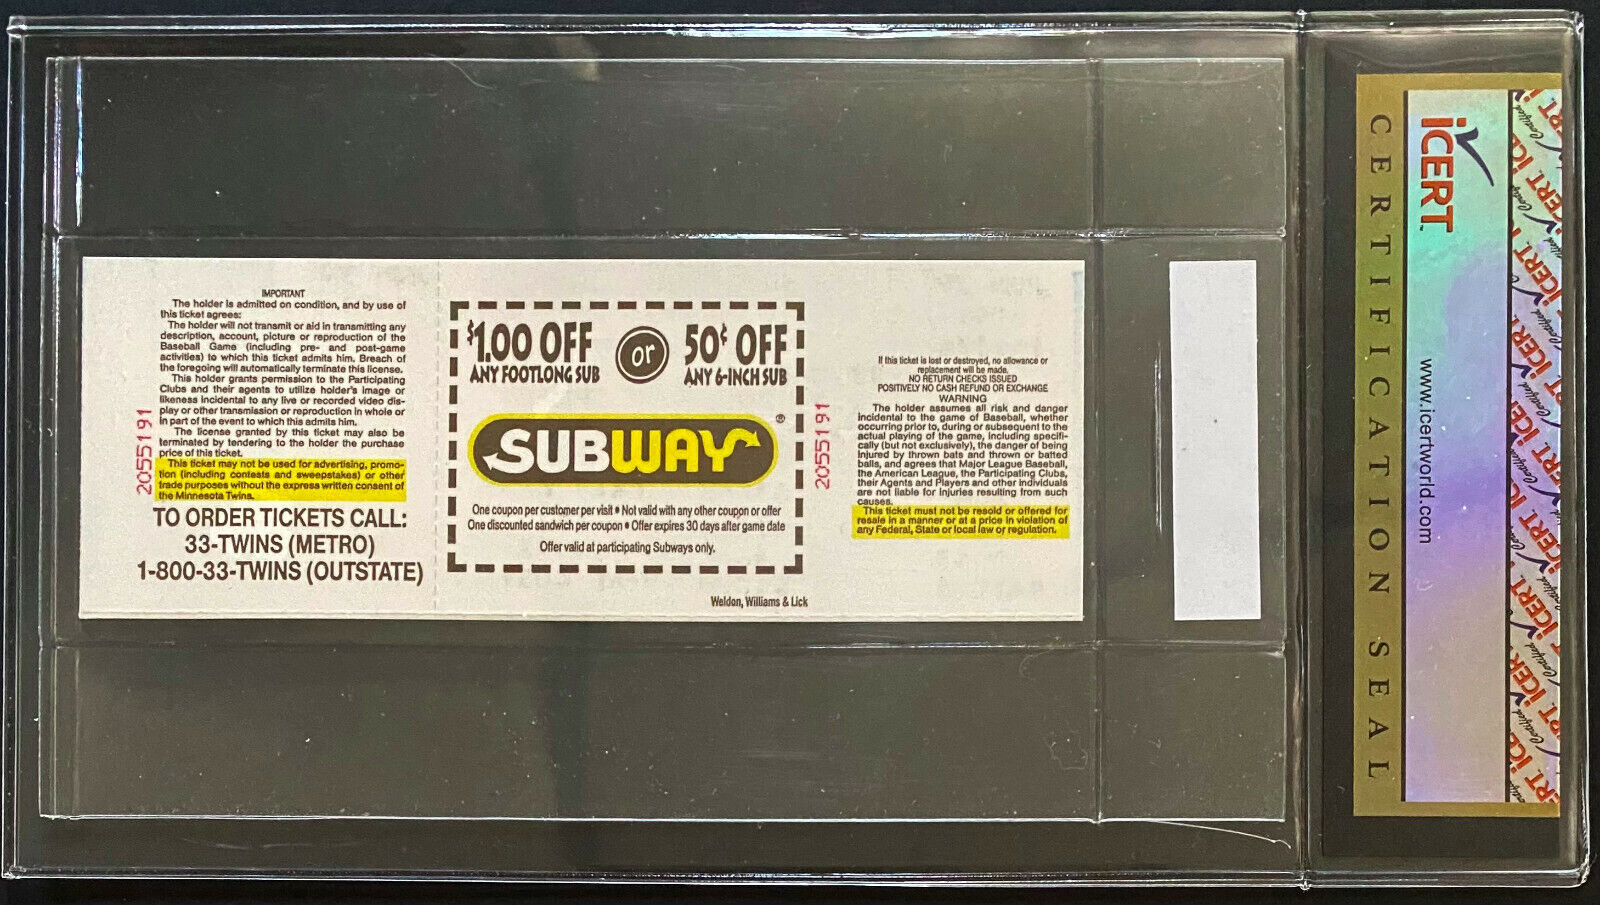 IMPORTANT
The holder is admitted on condition, and by use of
this ticket agrees:
The holder will not transmit or aid in transmitting any
description, account, picture or reproduction of the
Baseball Game (including pre- and post-game
activities) to which this ticket admits him. Breach of
the foregoing will automatically terminate this license.
This holder grants permission to the Participating
Clubs and their agents to utilize holder's image or
likeness incidental to any live or recorded video dis-
play or other transmission or reproduction in whole or
in part of the event to which this admits him.
The license granted by this ticket may also be
terminated by tendering to the holder the purchase
price of this ticket.
This ticket may not be used for advertising, promo-
tion (including contests and sweepstakes) or other
trade purposes without the express written consent of
the Minnesota Twins.
TO ORDER TICKETS CALL:
33-TWINS (METRO)
1-800-33-TWINS (OUTSTATE)
2055191
$1.00 OFF
ANY FOOTLONG SUB
or
50¢ OFF
ANY 6-INCH SUB
SUBWAY®
One coupon per customer per visit • Not valid with any other coupon or offer
One discounted sandwich per coupon • Offer expires 30 days after game date
Offer valid at participating Subways only.
Weldon, Williams & Lick
2055191
If this ticket is lost or destroyed, no allowance or
replacement will be made.
NO RETURN CHECKS ISSUED
POSITIVELY NO CASH REFUND OR EXCHANGE
WARNING
The holder assumes all risk and danger
incidental to the game of Baseball, whether
occurring prior to, during or subsequent to the
actual playing of the game, including specifi-
cally (but not exclusively), the danger of being
injured by thrown bats and thrown or batted
balls, and agrees that Major League Baseball,
the American League, the Participating Clubs,
their Agents and Players and other individuals
are not liable for injuries resulting from such
causes.
This ticket must not be resold or offered for
resale in a manner or at a price in violation of
any Federal, State or local law or regulation.
CERTIFICATION SEAL
iCERT™
www.icertworld.com
iCERT Certified iCERT Certified iCERT Certified iCERT Certified